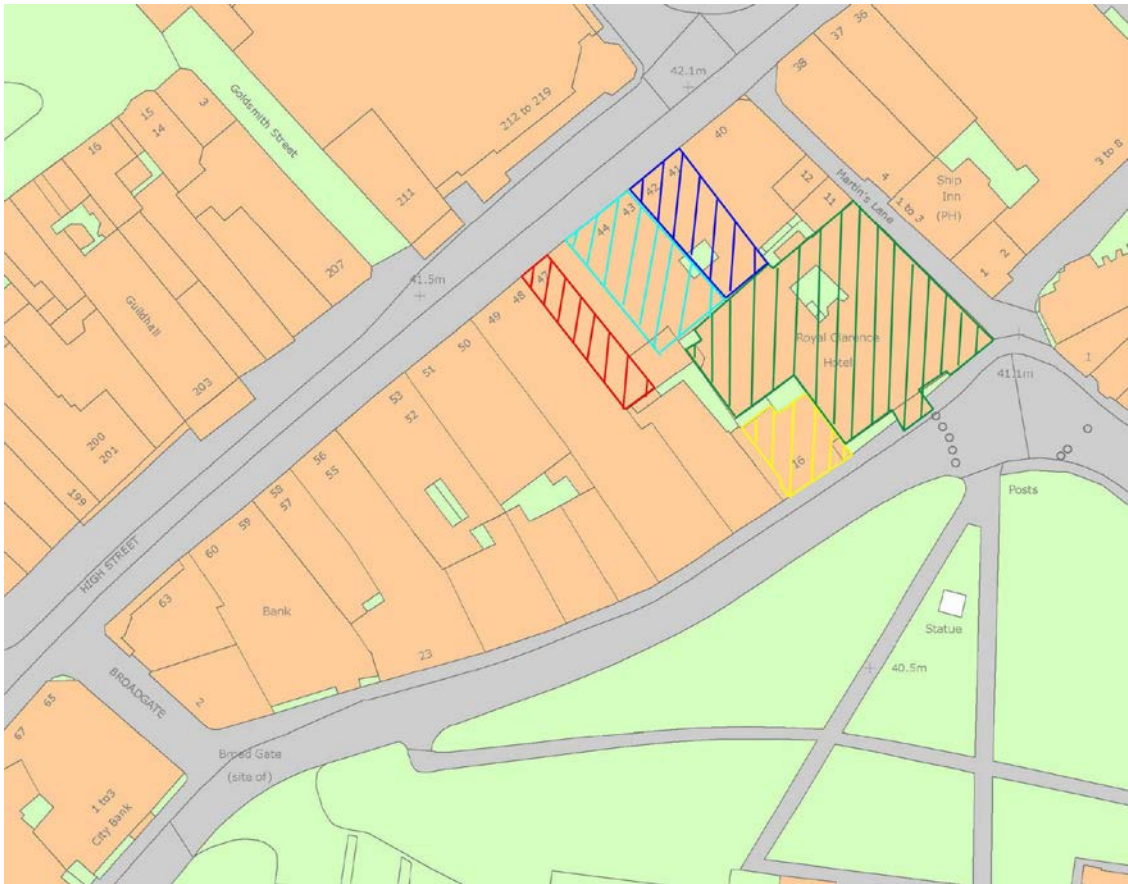 36
37
42.1m
38
3
15
14
Goldsmith Street
212 to 219
16
40
3 to 8
211
41
42
12
11
4
Ship
Inn
(PH)
Martin's Lane
1 to 3
43
44
207
41.5m
47
48
2
1
Guildhall
49
Royal Clarence
Hotel
50
41.1m
1
51
203
53
52
200
201
56
55
16
199
58
57
Posts
59
HIGH STREET
60
63
Bank
Statue
23
40.5m
BROADGATE
2
65
67
Broad Gate
(site of)
1 to3
City Bank